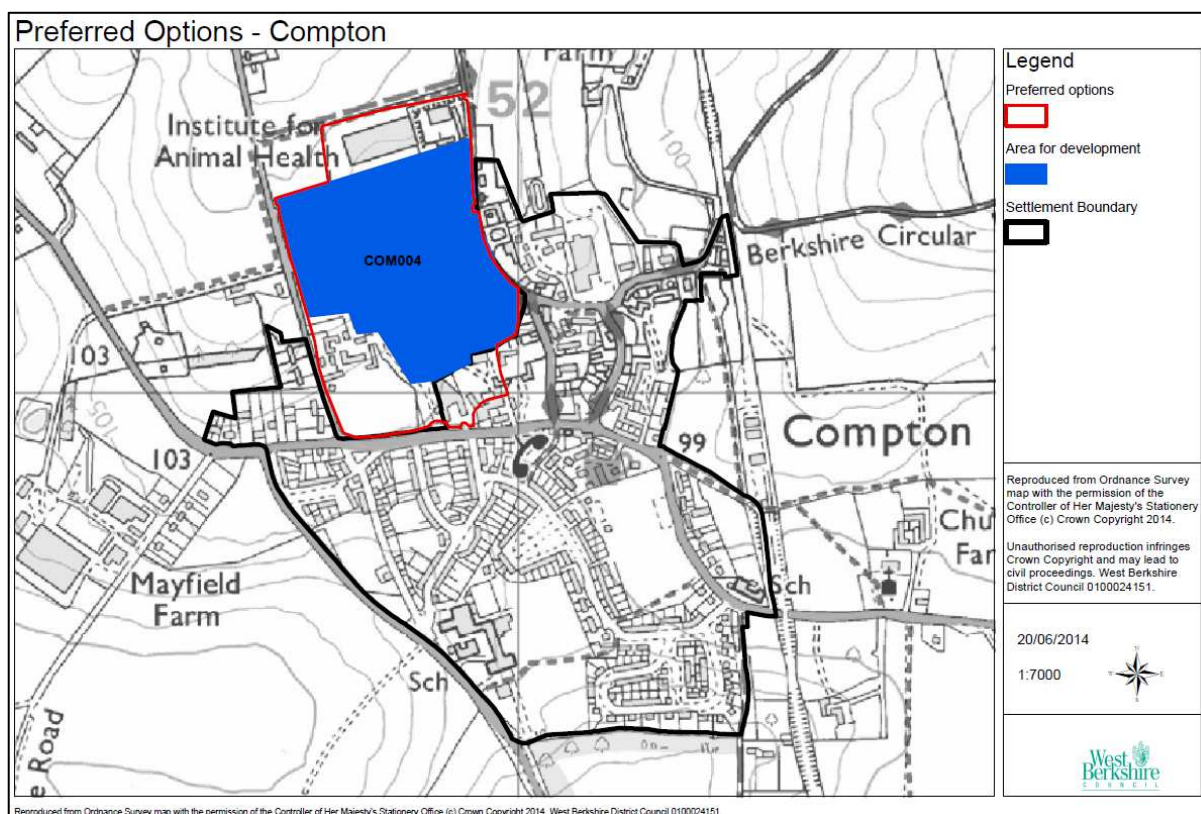 Preferred Options - Compton
Farm
52
Institute for
Animal Health
100
Berkshire Circular
COM004
103
105
103
99
Compton
Mayfield
Farm
Sch
Sch
Chu
Far
e Road
Legend
Preferred options
Area for development
Settlement Boundary
Reproduced from Ordnance Survey
map with the permission of the
Controller of Her Majesty's Stationery
Office (c) Crown Copyright 2014.
Unauthorised reproduction infringes
Crown Copyright and may lead to
civil proceedings. West Berkshire
District Council 0100024151.
20/06/2014
1:7000
West
Berkshire
COUNCIL
Reproduced from Ordnance Survey map with the permission of the Controller of Her Majesty's Stationery Office (c) Crown Copyright 2014. West Berkshire District Council 0100024151.